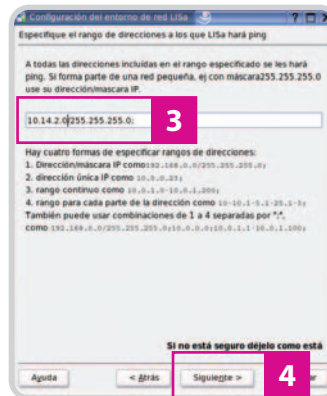 Configuración del entorno de red LISa
Especifique el rango de direcciones a los que LISa hará ping
A todas las direcciones incluidas en el rango especificado se les hará
ping. Si forma parte de una red pequeña, ej con máscara255.255.255.0
use su dirección/máscara IP.
10.14.2.0/255.255.255.0;
3
Hay cuatro formas de especificar rangos de direcciones:
1. Dirección/máscara IP como192.168.0.0/255.255.255.0;
2. dirección única IP como 10.0.0.23;
3. rango continuo como 10.0.1.0-10.0.1.200;
4. rango para cada parte de la dirección como 10-10.1-5.1-25.1-3;
También puede usar combinaciones de 1 a 4 separadas por ";",
como 192.168.0.0/255.255.255.0;10.0.0.0;10.0.1.1-10.0.1.100;
Si no está seguro déjelo como está
Ayuda
< Atrás
Siguiente >
4